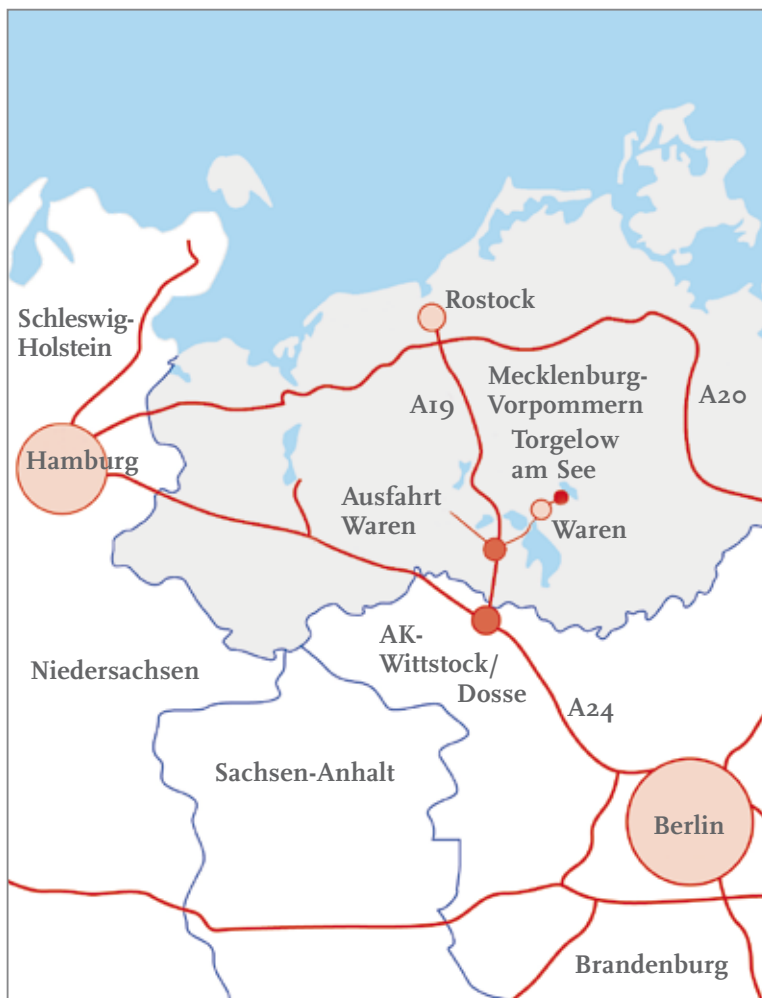 Rostock
Schleswig-
Holstein
Mecklenburg-
Vorpommern
A19
A20
Torgelow
am See
Hamburg
Ausfahrt
Waren
Waren
AK-
Wittstock/
Dosse
Niedersachsen
A24
Sachsen-Anhalt
Berlin
Brandenburg